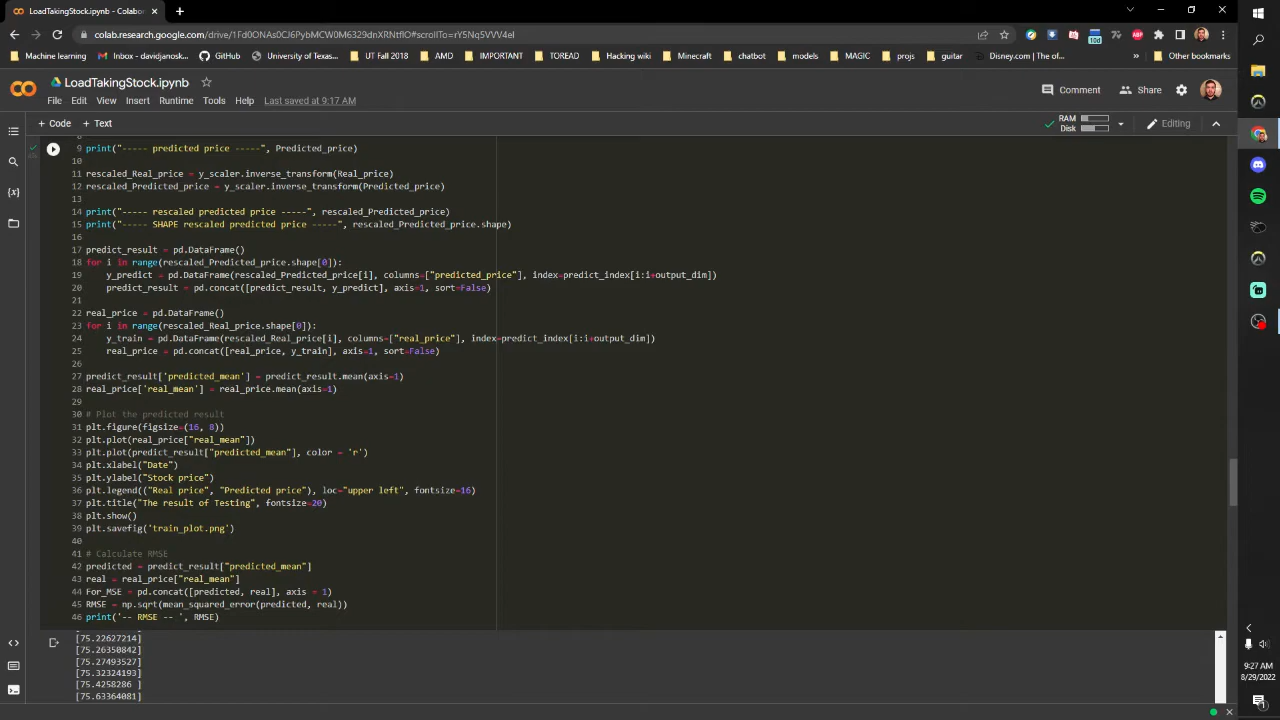 LoadTakingStock.ipynb - Colabor
colab.research.google.com/drive/1Fd0ONAs0CJ6PybMCW0M6329dnXRNtflO#scrollTo=rY5Nq5VVV4eI
Machine learning
Inbox - davidjanosk...
GitHub
University of Texas...
UT Fall 2018
AMD
IMPORTANT
TOREAD
Hacking wiki
Minecraft
chatbot
models
MAGIC
projs
guitar
Disney.com | The of...
Other bookmarks
LoadTakingStock.ipynb
File Edit View Insert Runtime Tools Help Last saved at 9:17 AM
Comment
Share
+ Code + Text
RAM
Disk
Editing
8
9 print("----- predicted price -----", Predicted_price)
10
11 rescaled_Real_price = y_scaler.inverse_transform(Real_price)
12 rescaled_Predicted_price = y_scaler.inverse_transform(Predicted_price)
13
14 print("----- rescaled predicted price -----", rescaled_Predicted_price)
15 print("----- SHAPE rescaled predicted price -----", rescaled_Predicted_price.shape)
16
17 predict_result = pd.DataFrame()
18 for i in range(rescaled_Predicted_price.shape[0]):
19 y_predict = pd.DataFrame(rescaled_Predicted_price[i], columns=["predicted_price"], index=predict_index[i:i+output_dim])
20 predict_result = pd.concat([predict_result, y_predict], axis=1, sort=False)
21
22 real_price = pd.DataFrame()
23 for i in range(rescaled_Real_price.shape[0]):
24 y_train = pd.DataFrame(rescaled_Real_price[i], columns=["real_price"], index=predict_index[i:i+output_dim])
25 real_price = pd.concat([real_price, y_train], axis=1, sort=False)
26
27 predict_result['predicted_mean'] = predict_result.mean(axis=1)
28 real_price['real_mean'] = real_price.mean(axis=1)
29
30 # Plot the predicted result
31 plt.figure(figsize=(16, 8))
32 plt.plot(real_price["real_mean"])
33 plt.plot(predict_result["predicted_mean"], color = 'r')
34 plt.xlabel("Date")
35 plt.ylabel("Stock price")
36 plt.legend(("Real price", "Predicted price"), loc="upper left", fontsize=16)
37 plt.title("The result of Testing", fontsize=20)
38 plt.show()
39 plt.savefig('train_plot.png')
40
41 # Calculate RMSE
42 predicted = predict_result["predicted_mean"]
43 real = real_price["real_mean"]
44 For_MSE = pd.concat([predicted, real], axis = 1)
45 RMSE = np.sqrt(mean_squared_error(predicted, real))
46 print('-- RMSE -- ', RMSE)
[75.22627214]
[75.26350842]
[75.27493527]
[75.32324193]
[75.4258286 ]
[75.63364081]
9:27 AM
8/29/2022